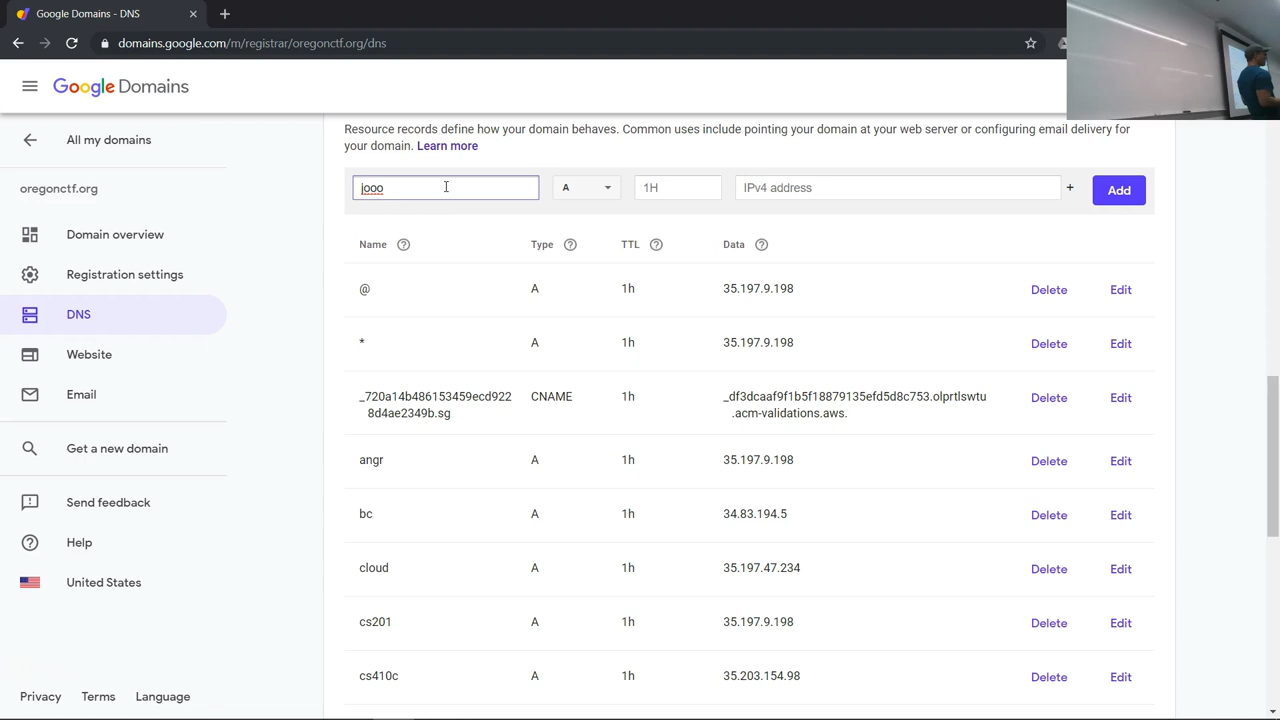 Google Domains - DNS
domains.google.com/m/registrar/oregonctf.org/dns
Google Domains
All my domains
oregonctf.org
Domain overview
Registration settings
DNS
Website
Email
Get a new domain
Send feedback
Help
United States
Privacy Terms Language
Resource records define how your domain behaves. Common uses include pointing your domain at your web server or configuring email delivery for
your domain. Learn more
jooo A 1H IPv4 address + Add
Name Type TTL Data
@ A 1h 35.197.9.198 Delete Edit
* A 1h 35.197.9.198 Delete Edit
_720a14b486153459ecd922 CNAME 1h _df3dcaaf9f1b5f18879135efd5d8c753.olprtlswtu Delete Edit
8d4ae2349b.sg .acm-validations.aws.
angr A 1h 35.197.9.198 Delete Edit
bc A 1h 34.83.194.5 Delete Edit
cloud A 1h 35.197.47.234 Delete Edit
cs201 A 1h 35.197.9.198 Delete Edit
cs410c A 1h 35.203.154.98 Delete Edit